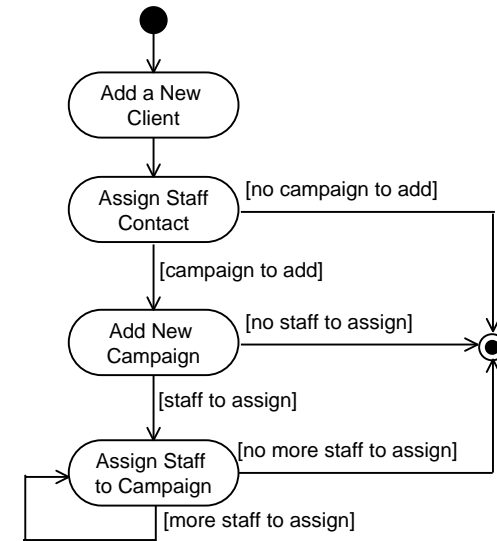 Add a New
Client
Assign Staff
Contact
[no campaign to add]
[campaign to add]
Add New
Campaign
[no staff to assign]
[staff to assign]
Assign Staff
to Campaign
[no more staff to assign]
[more staff to assign]